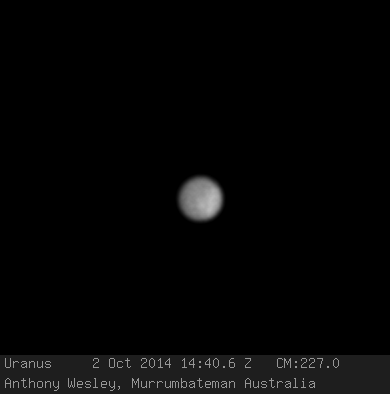 Uranus 2 Oct 2014 14:40.6 Z CM:227.0
Anthony Wesley, Murrumbateman Australia